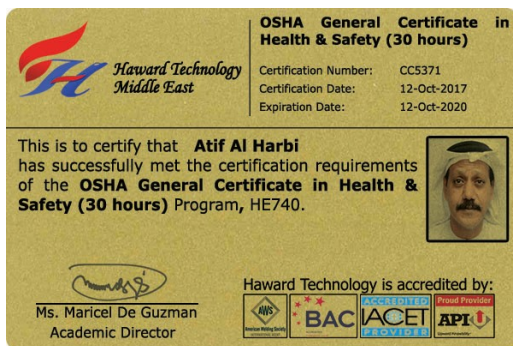 OSHA General Certificate in
Health & Safety (30 hours)
Haward Technology
Middle East
Certification Number: CC5371
Certification Date: 12-Oct-2017
Expiration Date: 12-Oct-2020
This is to certify that Atif Al Harbi
has successfully met the certification requirements
of the OSHA General Certificate in Health &
Safety (30 hours) Program, HE740.
Ms. Maricel De Guzman
Academic Director
Haward Technology is accredited by:
AWS
American Welding Society
BAC
ACCREDITED
IACET
PROVIDER
Proud Provider
API